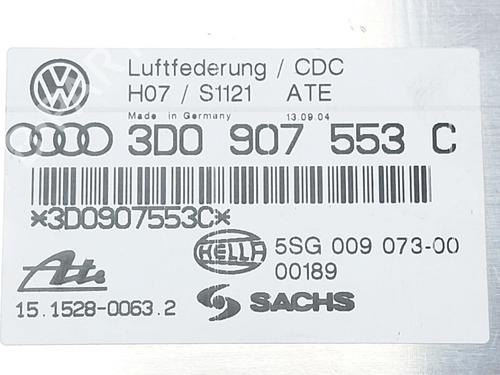 Luftfederung / CDC
H07 / S1121 ATE
Made in Germany 13.09.04
3D0 907 553 C
*3D0907553C*
HELLA 5SG 009 073-00
00189
Ate
15.1528-0063.2 SACHS